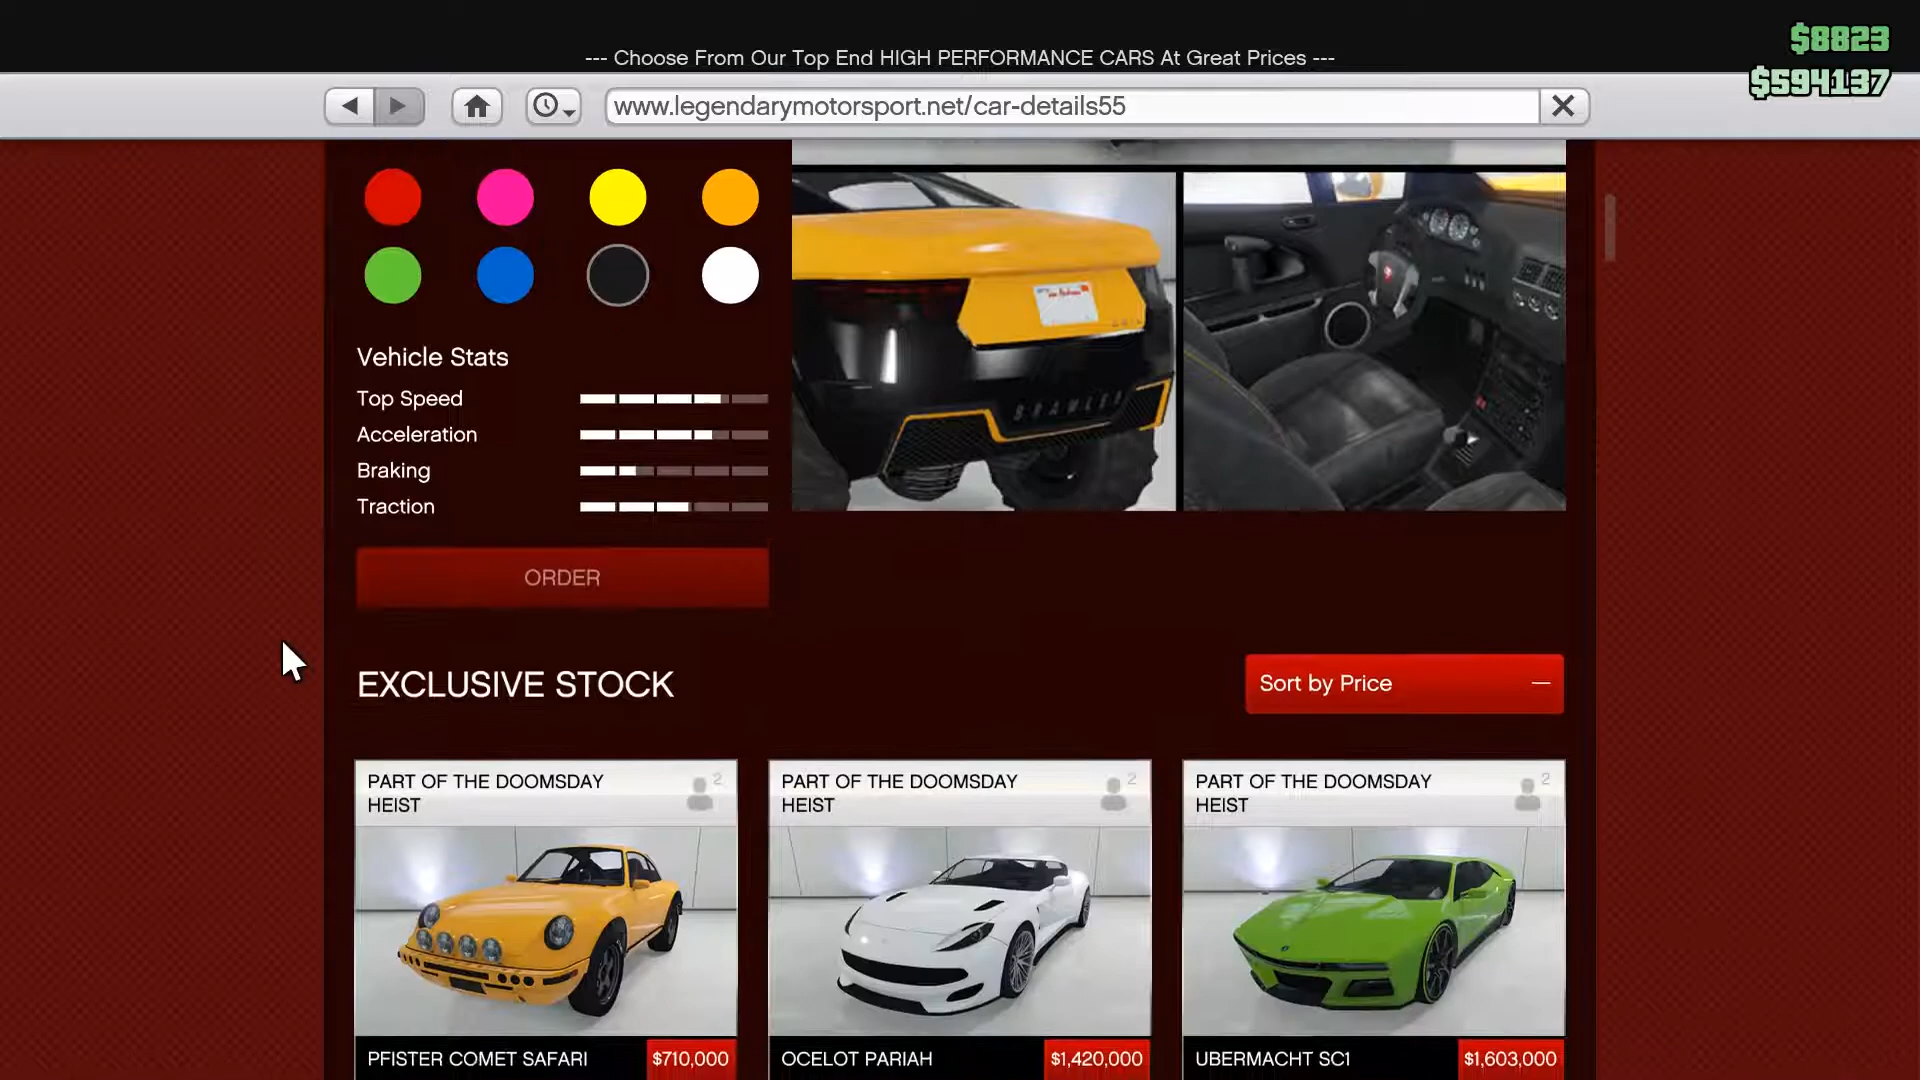 --- Choose From Our Top End HIGH PERFORMANCE CARS At Great Prices ---
$8823
$594137
www.legendarymotorsport.net/car-details55
BRAWLER
Vehicle Stats
Top Speed
Acceleration
Braking
Traction
ORDER
EXCLUSIVE STOCK
Sort by Price
PART OF THE DOOMSDAY
HEIST
2
PART OF THE DOOMSDAY
HEIST
2
PART OF THE DOOMSDAY
HEIST
2
PFISTER COMET SAFARI
$710,000
OCELOT PARIAH
$1,420,000
UBERMACHT SC1
$1,603,000